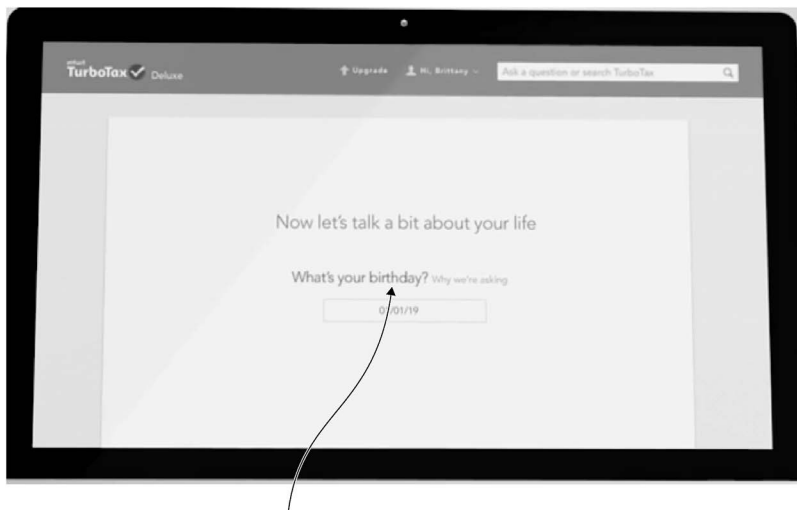 intuit
TurboTax Deluxe
Upgrade
Hi, Brittany
Ask a question or search TurboTax
Now let's talk a bit about your life
What's your birthday? Why we're asking
/01/19